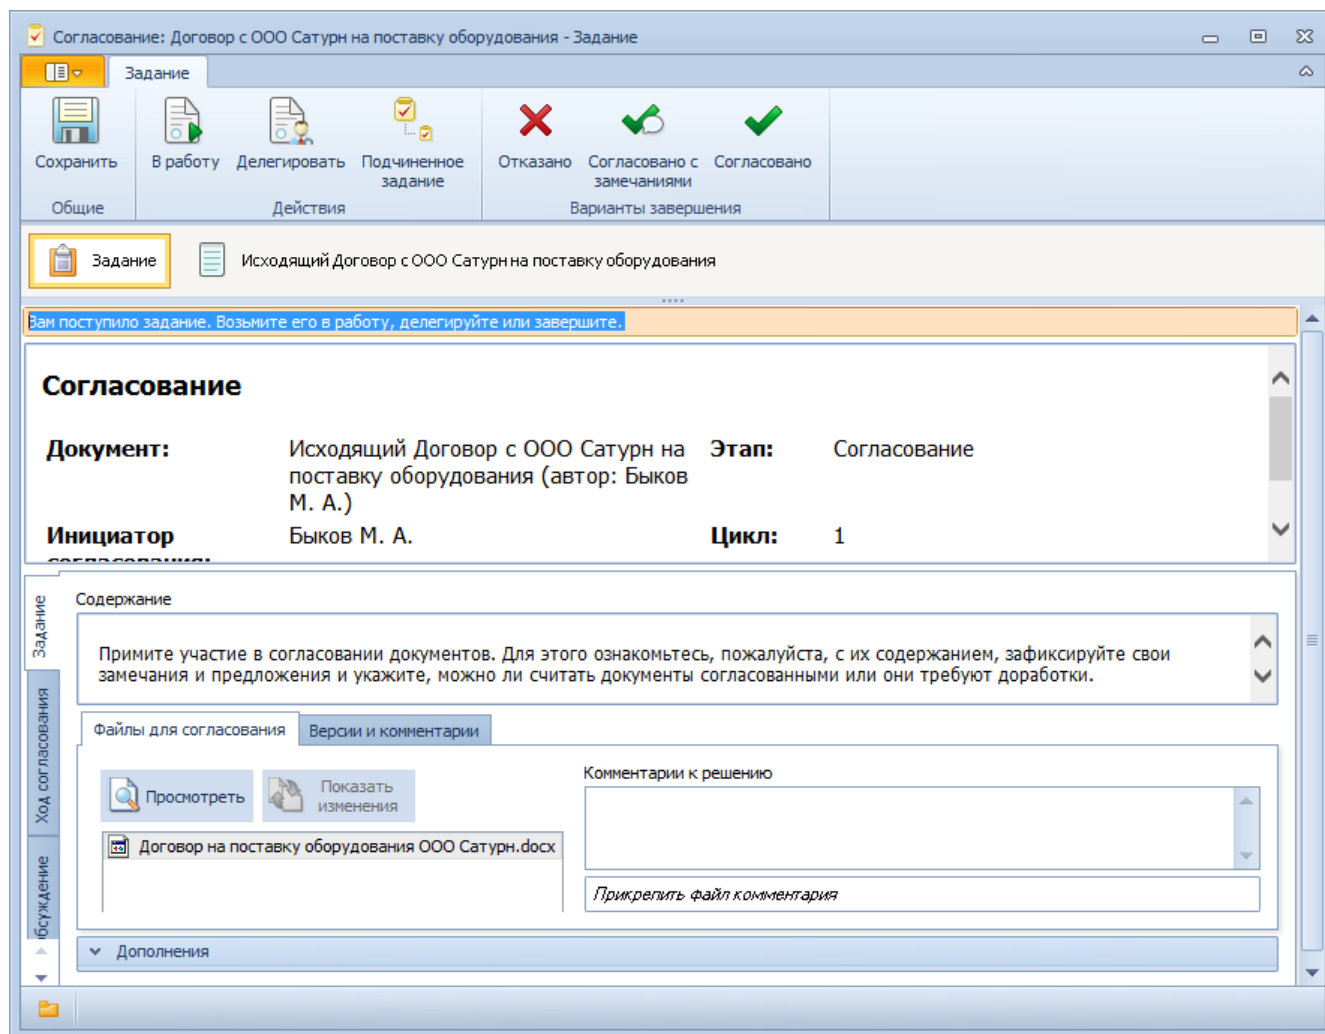 Согласование: Договор с ООО Сатурн на поставку оборудования - Задание
Задание
Сохранить
В работу
Делегировать
Подчиненное
задание
Отказано
Согласовано с
замечаниями
Согласовано
Общие
Действия
Варианты завершения
Задание
Исходящий Договор с ООО Сатурн на поставку оборудования
Вам поступило задание. Возьмите его в работу, делегируйте или завершите.
Согласование
Документ:
Исходящий Договор с ООО Сатурн на
поставку оборудования (автор: Быков
М. А.)
Этап:
Согласование
Инициатор
согласования:
Быков М. А.
Цикл:
1
Задание
Ход согласования
Обсуждение
Содержание
Примите участие в согласовании документов. Для этого ознакомьтесь, пожалуйста, с их содержанием, зафиксируйте свои
замечания и предложения и укажите, можно ли считать документы согласованными или они требуют доработки.
Файлы для согласования
Версии и комментарии
Просмотреть
Показать
изменения
Договор на поставку оборудования ООО Сатурн.docx
Комментарии к решению
Прикрепить файл комментария
Дополнения